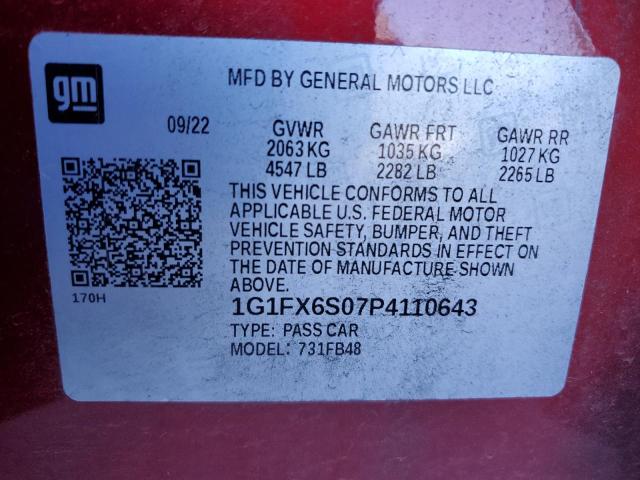 gm
MFD BY GENERAL MOTORS LLC
09/22 GVWR GAWR FRT GAWR RR
2063 KG 1035 KG 1027 KG
4547 LB 2282 LB 2265 LB
THIS VEHICLE CONFORMS TO ALL
APPLICABLE U.S. FEDERAL MOTOR
VEHICLE SAFETY, BUMPER, AND THEFT
PREVENTION STANDARDS IN EFFECT ON
THE DATE OF MANUFACTURE SHOWN
ABOVE.
170H
1G1FX6S07P4110643
TYPE: PASS CAR
MODEL: 731FB48